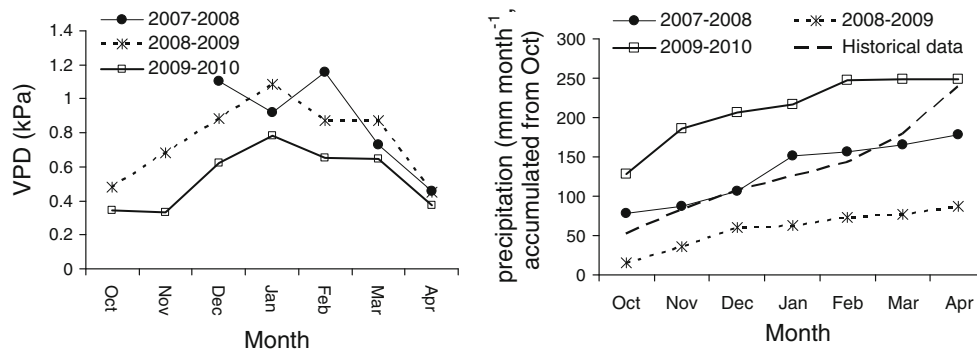 2007-2008
2008-2009
2009-2010
1.4
1.2
1
0.8
0.6
0.4
0.2
0
VPD (kPa)
Oct
Nov
Dec
Jan
Feb
Mar
Apr
Month
precipitation (mm month-1,
accumulated from Oct)
2007-2008 2008-2009
2009-2010 Historical data
300
250
200
150
100
50
0
Oct Nov Dec Jan Feb Mar Apr
Month